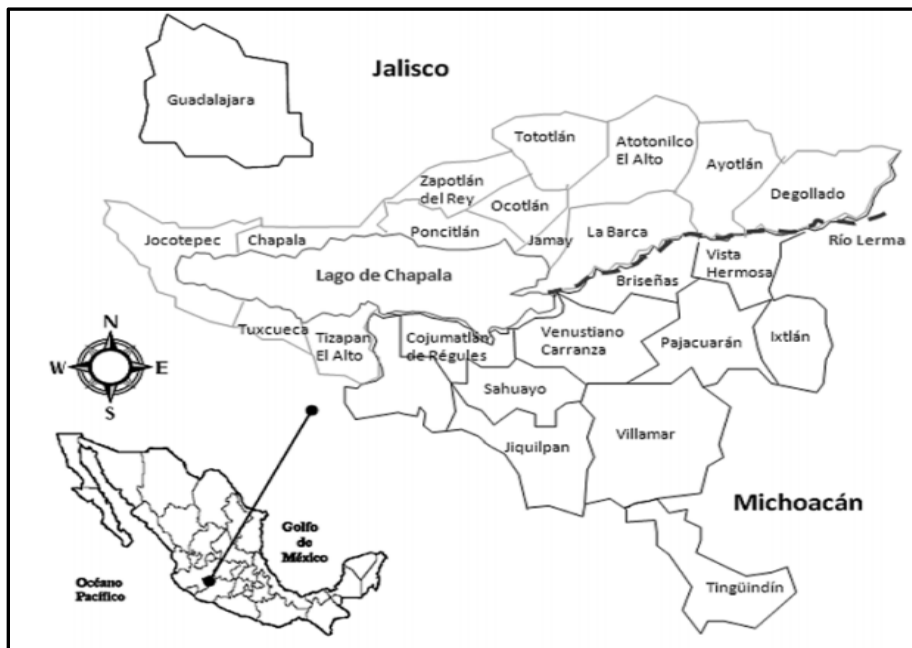 Jalisco
Guadalajara
Tototlán
Atotonilco
El Alto
Ayotlán
Degollado
Zapotlán
del Rey
Ocotlán
Jocotepec
Chapala
Poncitlán
Jamay
La Barca
Río Lerma
Vista
Hermosa
Lago de Chapala
Briseñas
Tuxcueca
Tizapan
El Alto
Cojumatlán
de Régules
Venustiano
Carranza
Pajacuarán
Ixtlán
N
W
E
S
Sahuayo
Jiquilpan
Villamar
Michoacán
Golfo
de
México
Océano
Pacífico
Tingüindín